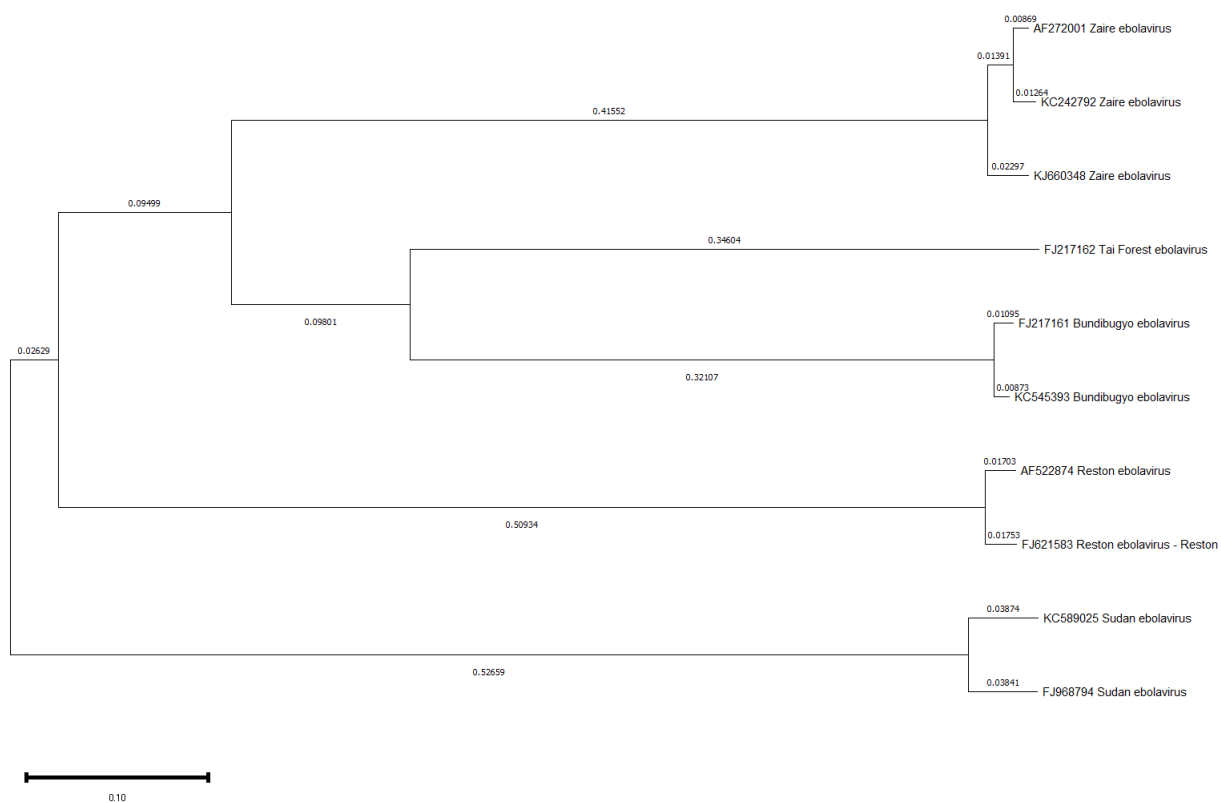 0.00869
AF272001 Zaire ebolavirus
0.01391
0.01264
KC242792 Zaire ebolavirus
0.41552
0.02297
KJ660348 Zaire ebolavirus
0.09499
0.34604
FJ217162 Tai Forest ebolavirus
0.09801
0.01095
FJ217161 Bundibugyo ebolavirus
0.02629
0.32107
0.00873
KC545393 Bundibugyo ebolavirus
0.01703
AF522874 Reston ebolavirus
0.50934
0.01753
FJ621583 Reston ebolavirus - Reston
0.03874
KC589025 Sudan ebolavirus
0.52659
0.03841
FJ968794 Sudan ebolavirus
0.10